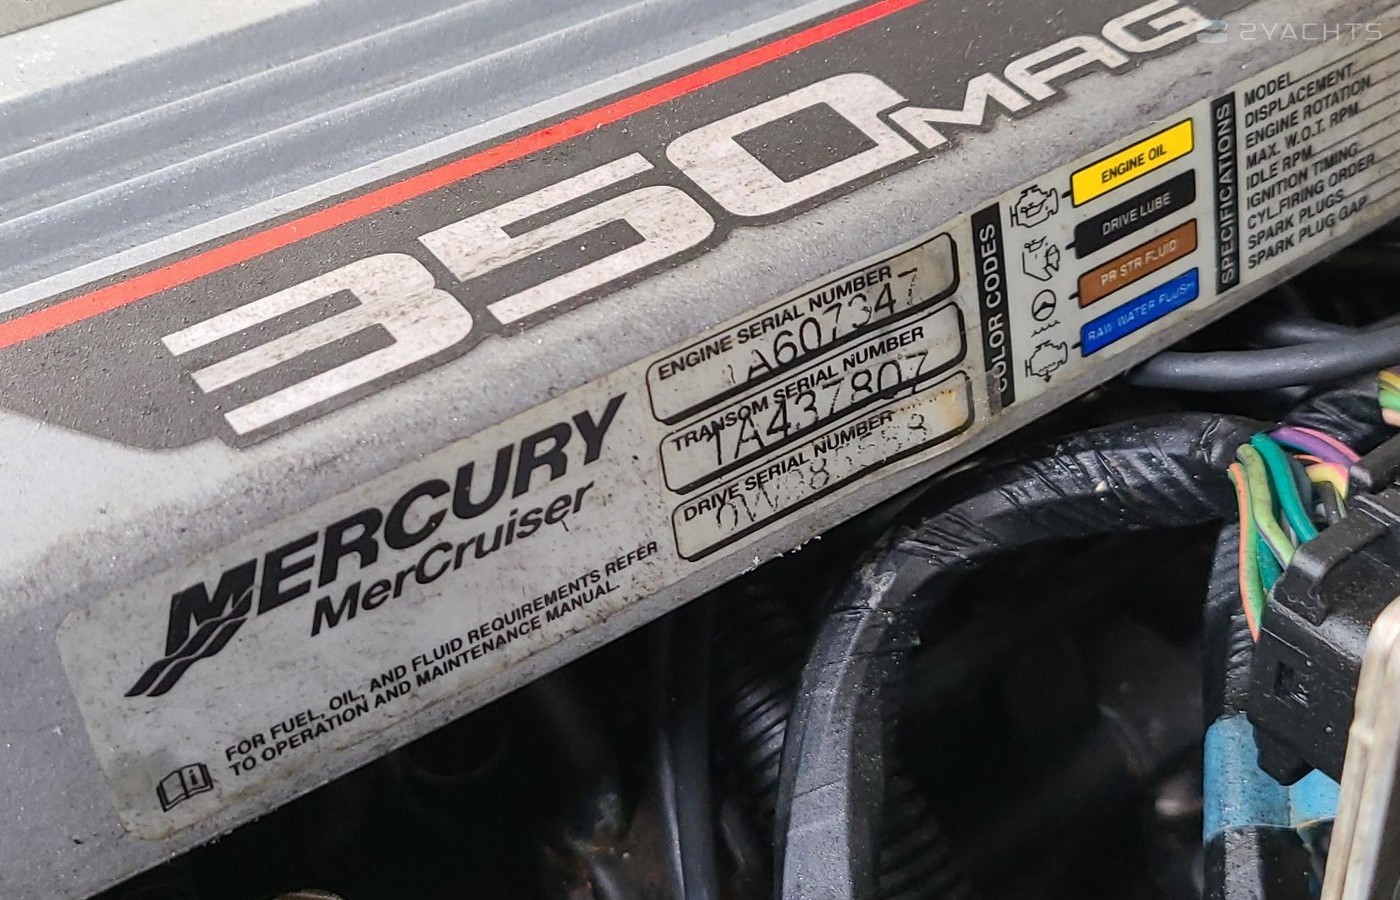 2YACHTS
350 MAG
MERCURY
MerCruiser
FOR FUEL, OIL, AND FLUID REQUIREMENTS REFER
TO OPERATION AND MAINTENANCE MANUAL.
ENGINE SERIAL NUMBER
1A607347
TRANSOM SERIAL NUMBER
1A437807
DRIVE SERIAL NUMBER
COLOR CODES
ENGINE OIL
DRIVE LUBE
PR STR FLUID
RAW WATER FLUSH
SPECIFICATIONS
MODEL
DISPLACEMENT
ENGINE ROTATION
MAX. W.O.T. RPM
IDLE RPM
IGNITION TIMING
CYL.FIRING ORDER
SPARK PLUGS
SPARK PLUG GAP